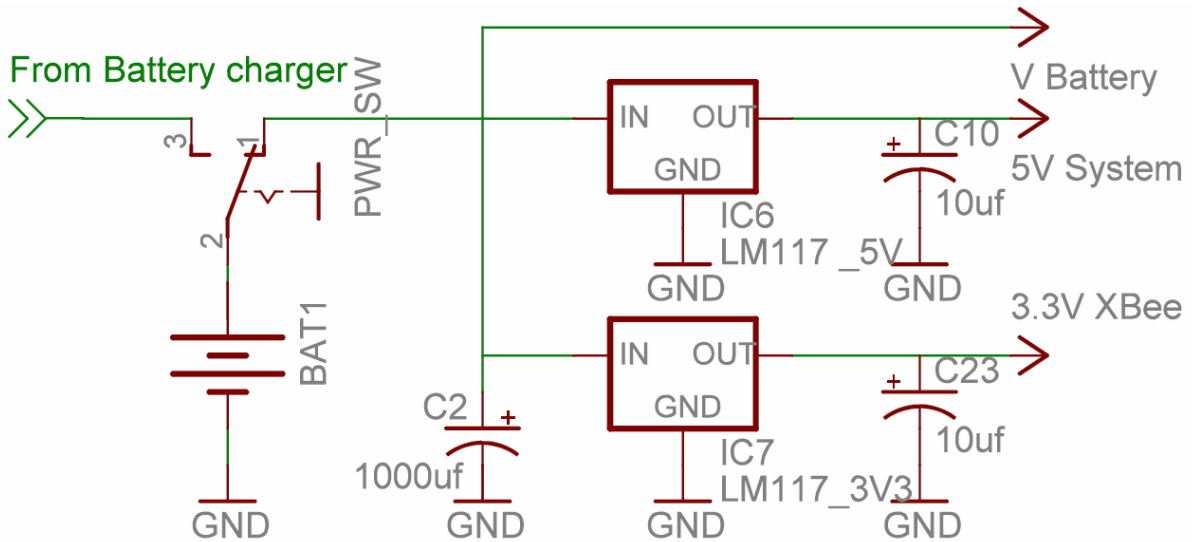 From Battery charger
3
1
2
PWR_SW
BAT1
GND
C2
1000uf
GND
IN OUT
GND
IC6
LM117 _5V
GND
C10
10uf
GND
V Battery
5V System
IN OUT
GND
IC7
LM117_3V3
GND
C23
10uf
GND
3.3V XBee